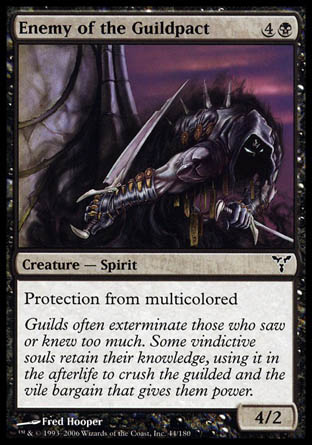 Enemy of the Guildpact 4
Creature — Spirit
Protection from multicolored
Guilds often exterminate those who saw
or knew too much. Some vindictive
souls retain their knowledge, using it in
the afterlife to crush the guilded and the
vile bargain that gives them power.
Fred Hooper
4/2
™ & © 1993–2006 Wizards of the Coast, Inc. 44/180